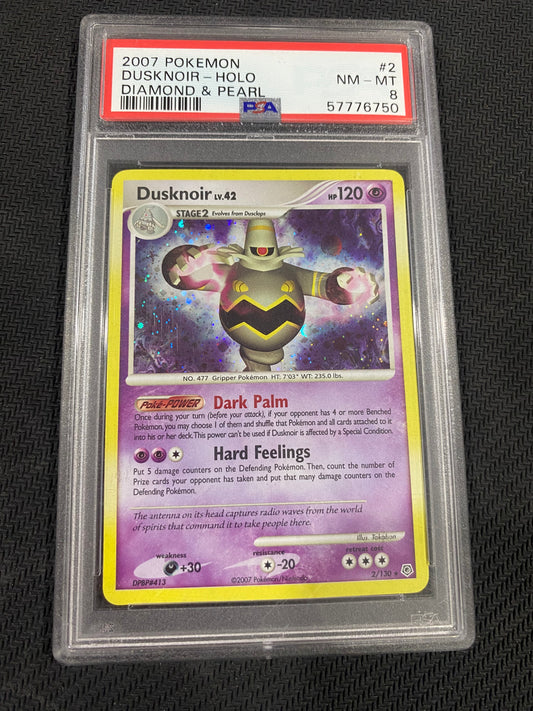 2007 POKEMON #2
DUSKNOIR-HOLO NM-MT
DIAMOND & PEARL 8
PSA 57776750
Dusknoir LV.42 HP 120
STAGE2 Evolves from Dusclops
NO. 477 Gripper Pokémon HT: 7'03" WT: 235.0 lbs.
Poké-POWER Dark Palm
Once during your turn (before your attack), if your opponent has 4 or more Benched
Pokémon, you may choose 1 of them and shuffle that Pokémon and all cards attached to it
into his or her deck. This power can't be used if Dusknoir is affected by a Special Condition.
Hard Feelings
Put 5 damage counters on the Defending Pokémon. Then, count the number of
Prize cards your opponent has taken and put that many damage counters on the
Defending Pokémon.
The antenna on its head captures radio waves from the world
of spirits that command it to take people there.
Illus. Takphon
weakness resistance retreat cost
+30 -20
DPBP#413 ©2007 Pokémon/Nintendo 2/130 ★